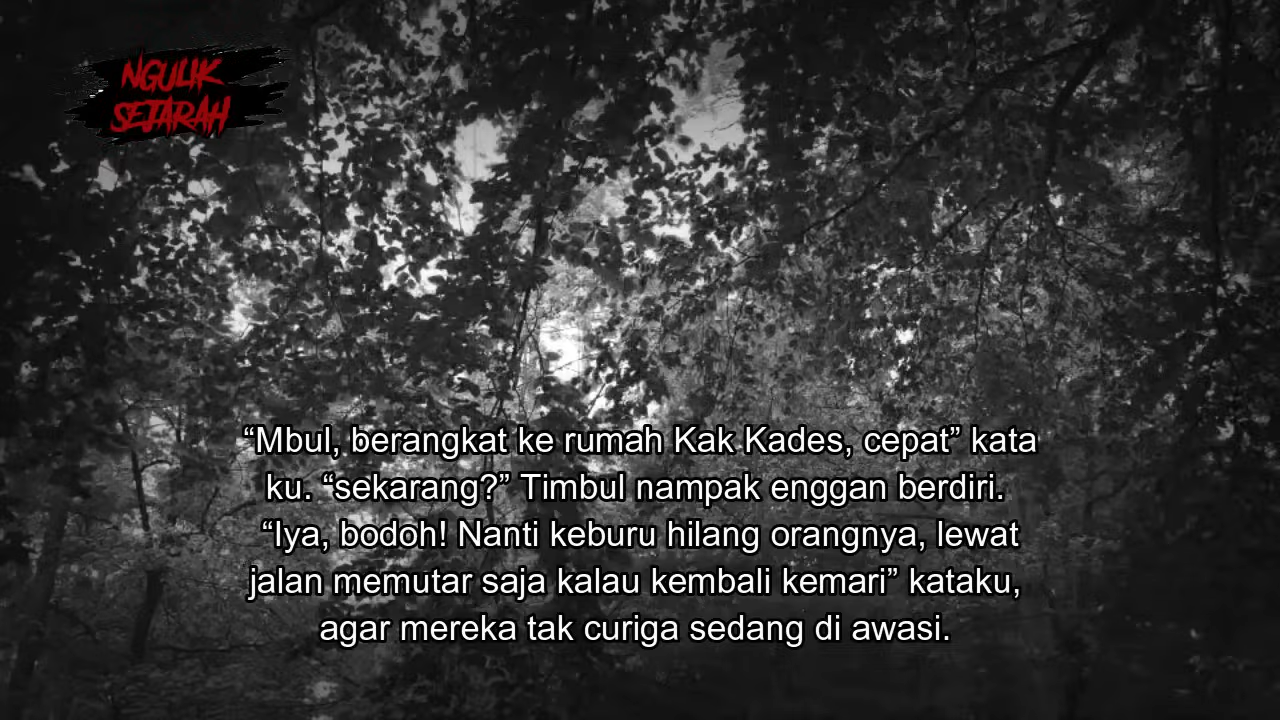 NGULIK
SEJARAH
“Mbul, berangkat ke rumah Kak Kades, cepat” kata
ku. “sekarang?” Timbul nampak enggan berdiri.
“Iya, bodoh! Nanti keburu hilang orangnya, lewat
jalan memutar saja kalau kembali kemari” kataku,
agar mereka tak curiga sedang di awasi.